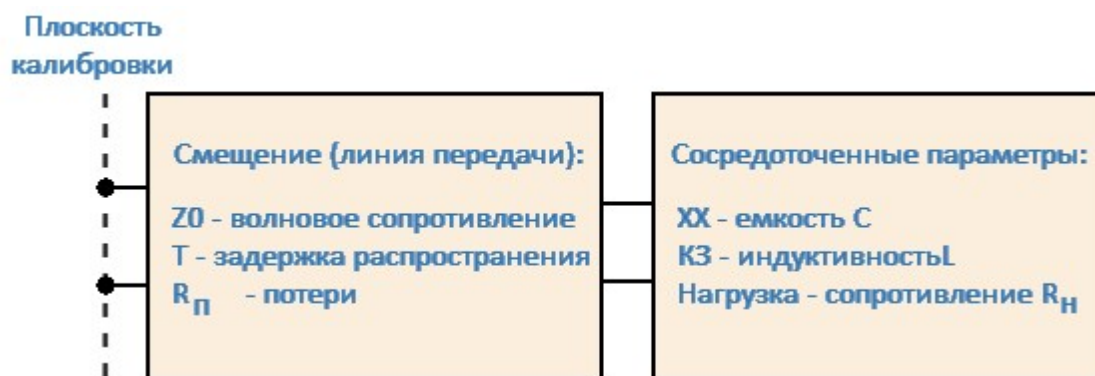 Плоскость
калибровки
Смещение (линия передачи):
Z0 - волновое сопротивление
T - задержка распространения
Rп - потери
Сосредоточенные параметры:
ХХ - емкость С
КЗ - индуктивностьL
Нагрузка - сопротивление Rн